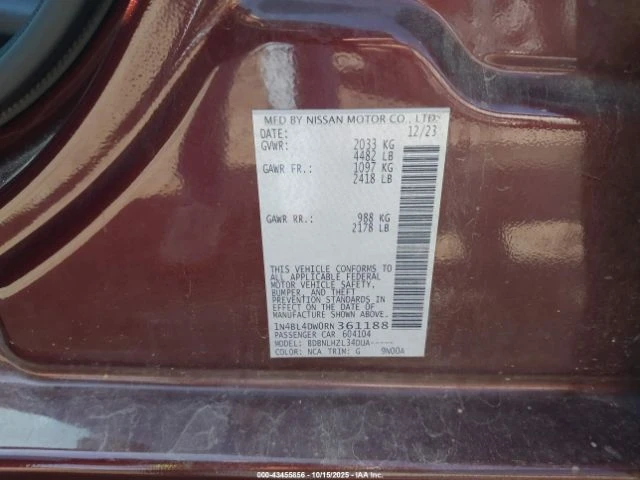 MFD BY NISSAN MOTOR CO., LTD.
DATE: 12/23
GVWR: 2033 KG
4482 LB
GAWR FR.: 1097 KG
2418 LB
GAWR RR.: 988 KG
2178 LB
THIS VEHICLE CONFORMS TO
ALL APPLICABLE FEDERAL
MOTOR VEHICLE SAFETY,
BUMPER, AND THEFT
PREVENTION STANDARDS IN
EFFECT ON THE DATE OF
MANUFACTURE SHOWN ABOVE.
1N4BL4DW0RN361188
PASSENGER CAR 604104
MODEL: BDBNLHZL34DUA-----
COLOR: NCA TRIM: G 9N00A
000-43455856 - 10/15/2025 - IAAI.COM